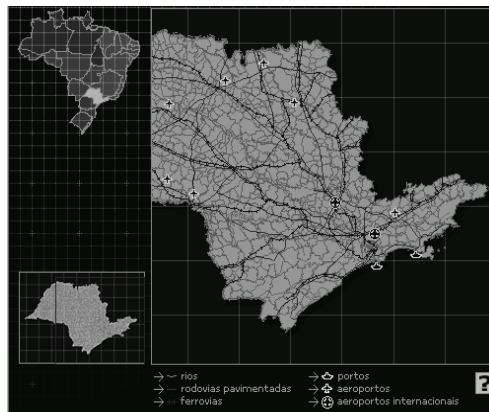 rios
rodovias pavimentadas
ferrovias
portos
aeroportos
aeroportos internacionais
?